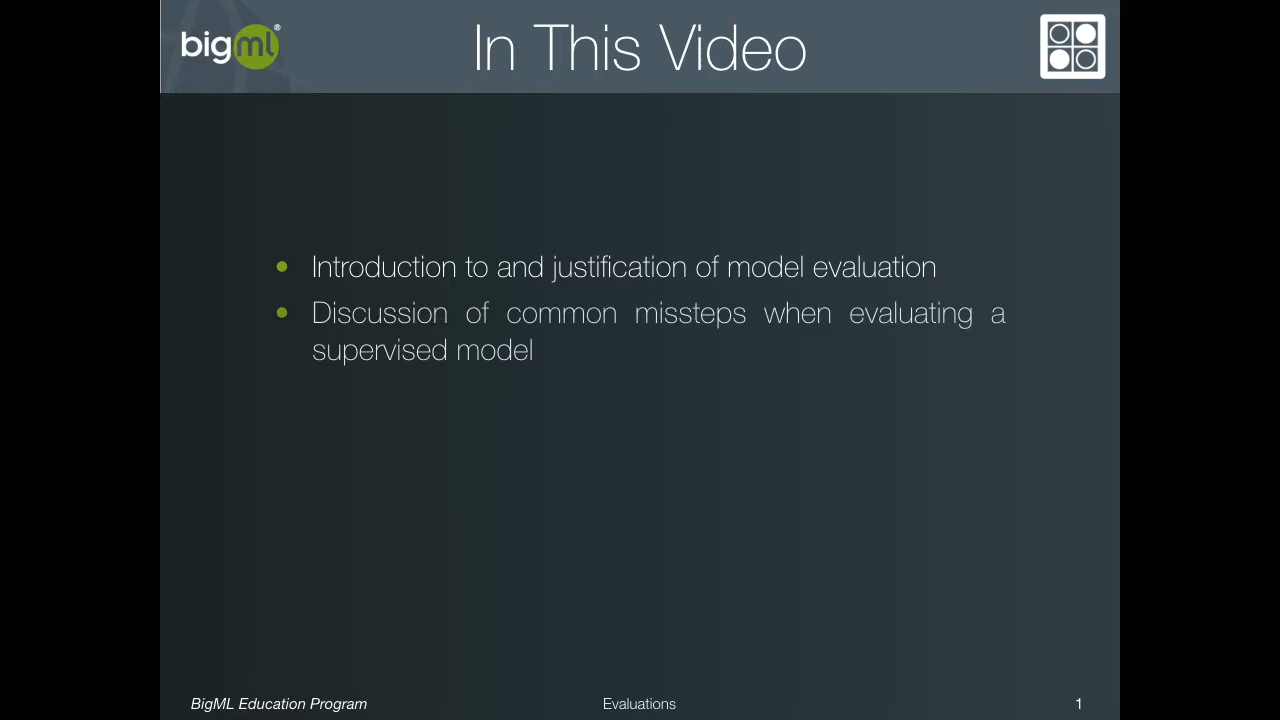 bigml®
In This Video
• Introduction to and justification of model evaluation
• Discussion of common missteps when evaluating a
supervised model
BigML Education Program
Evaluations
1